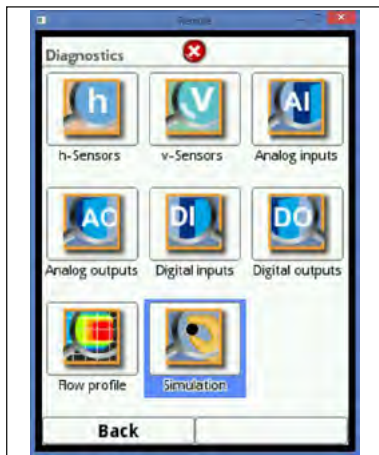 Remote
Diagnostics
h
V
AI
h-Sensors
v-Sensors
Analog inputs
AO
DI
DO
Analog outputs
Digital inputs
Digital outputs
Flow profile
Simulation
Back